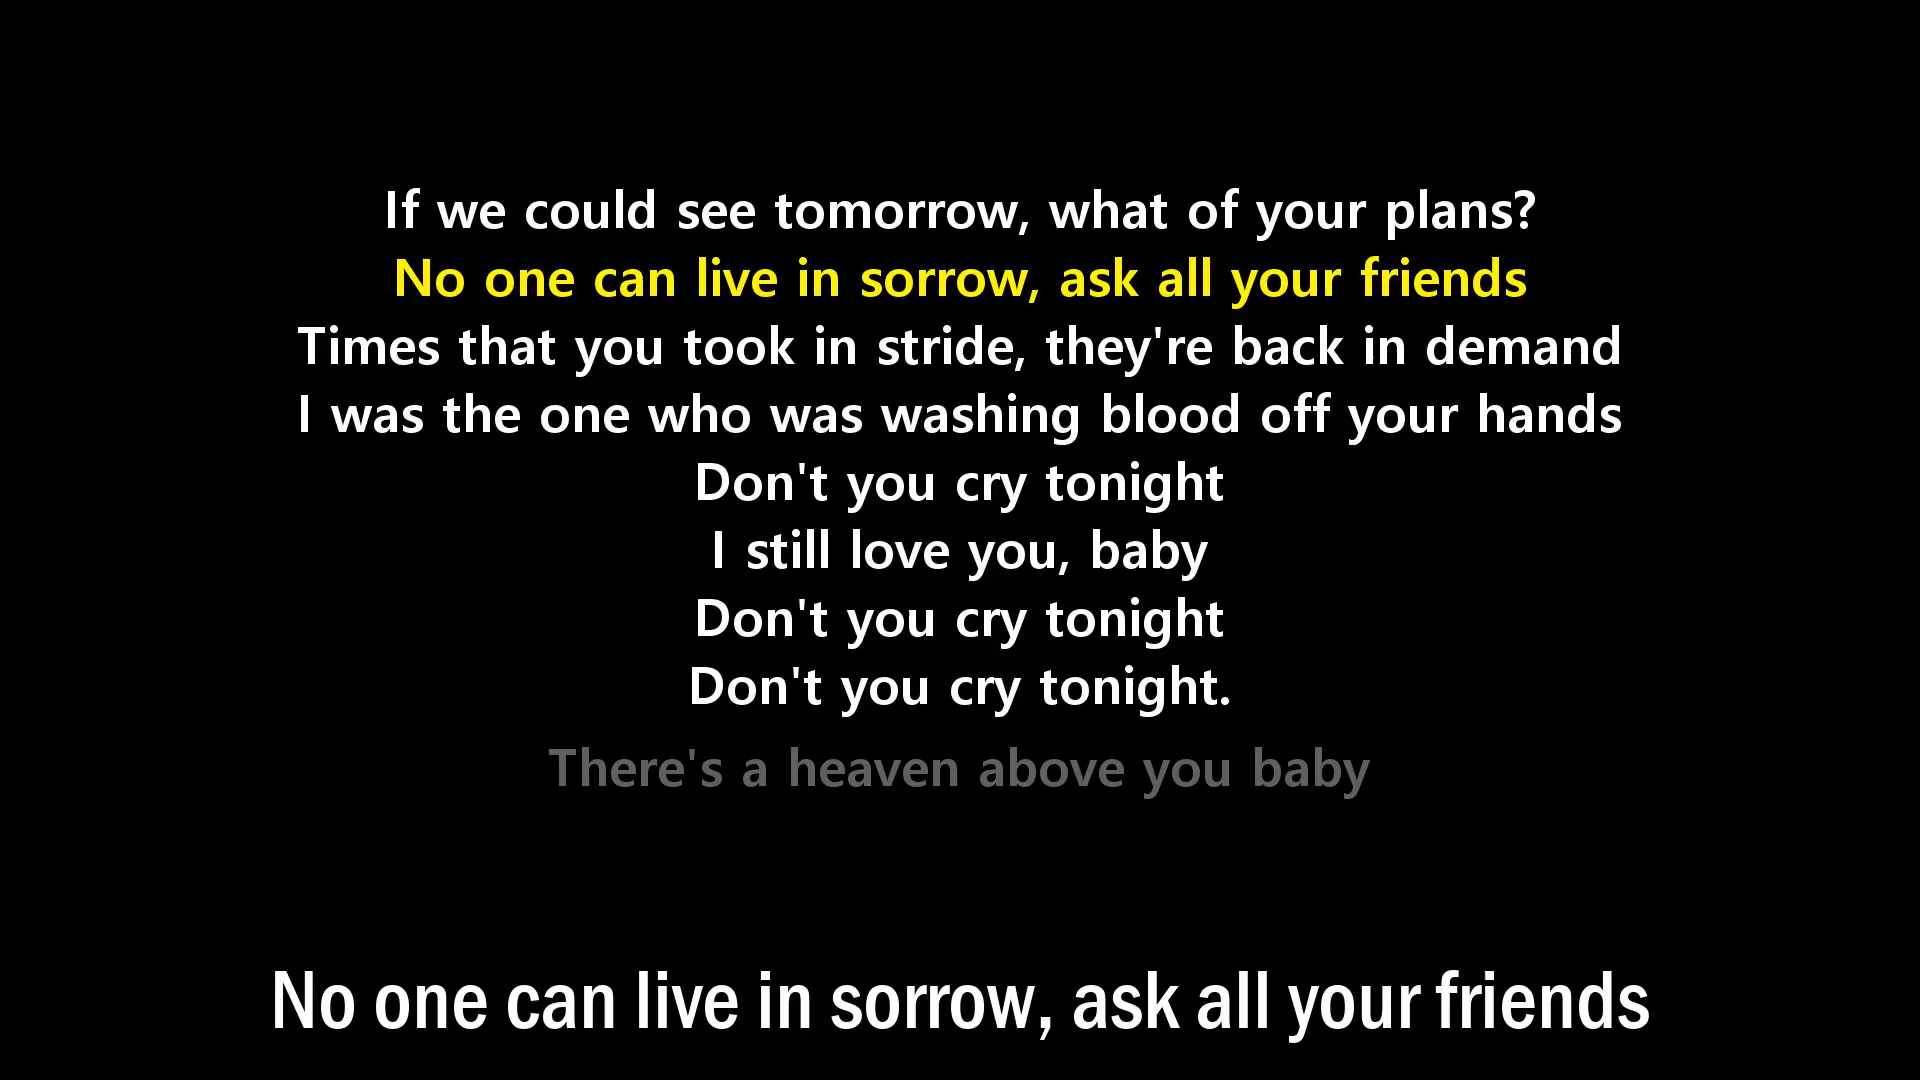 If we could see tomorrow, what of your plans?
No one can live in sorrow, ask all your friends
Times that you took in stride, they're back in demand
I was the one who was washing blood off your hands
Don't you cry tonight
I still love you, baby
Don't you cry tonight
Don't you cry tonight.
There's a heaven above you baby
No one can live in sorrow, ask all your friends